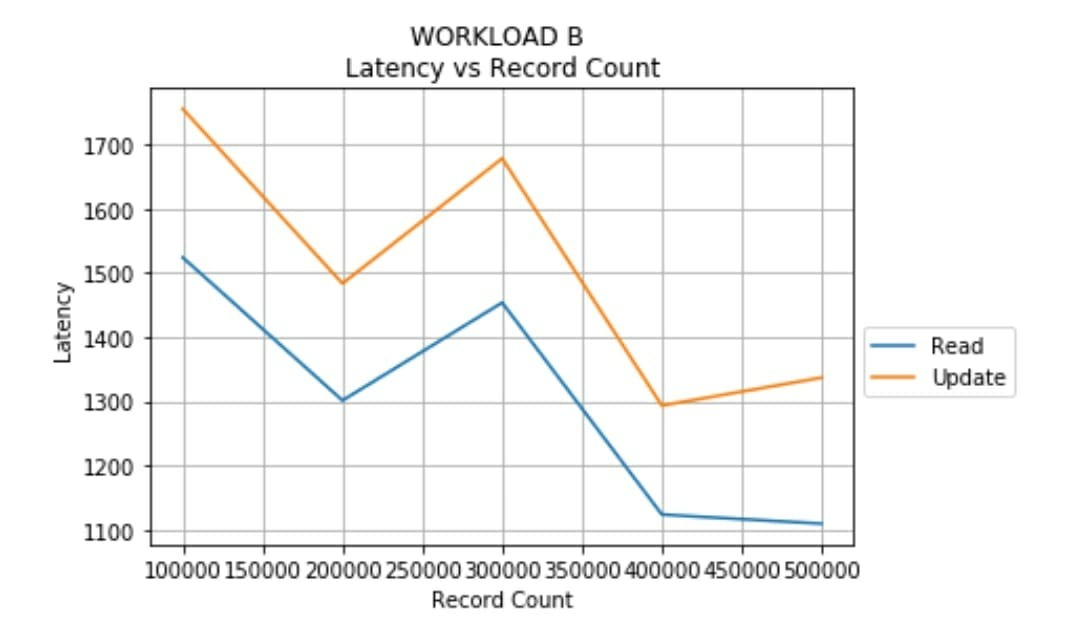 WORKLOAD B
Latency vs Record Count
1700
1600
1500
1400
1300
1200
1100
Latency
100000 150000 200000 250000 300000 350000 400000 450000 500000
Record Count
Read
Update